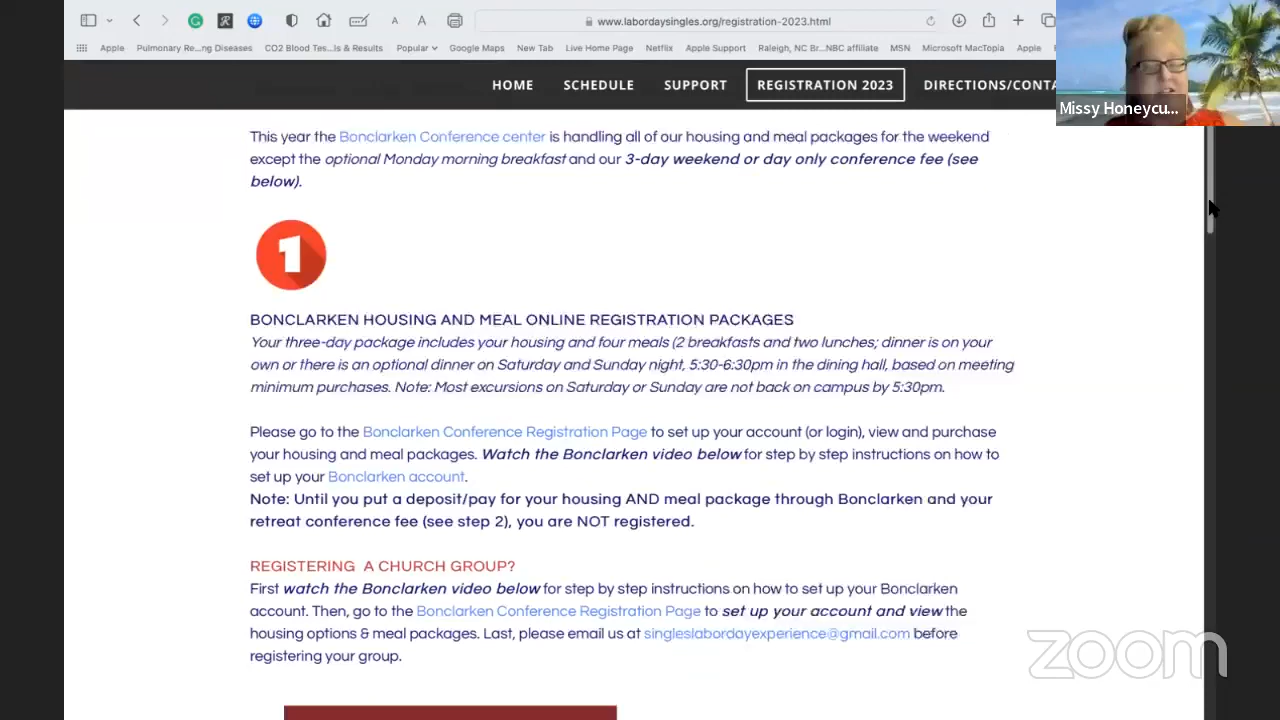 www.labordaysingles.org/registration-2023.html
A A
Apple Pulmonary Re...ng Diseases CO2 Blood Tes...ls & Results Popular Google Maps New Tab Live Home Page Netflix Apple Support Raleigh, NC Br...NBC affiliate MSN Microsoft MacTopia Apple
HOME SCHEDULE SUPPORT REGISTRATION 2023 DIRECTIONS/CONTA
Missy Honeycu...
This year the Bonclarken Conference center is handling all of our housing and meal packages for the weekend
except the optional Monday morning breakfast and our 3-day weekend or day only conference fee (see
below).
1
BONCLARKEN HOUSING AND MEAL ONLINE REGISTRATION PACKAGES
Your three-day package includes your housing and four meals (2 breakfasts and two lunches; dinner is on your
own or there is an optional dinner on Saturday and Sunday night, 5:30-6:30pm in the dining hall, based on meeting
minimum purchases. Note: Most excursions on Saturday or Sunday are not back on campus by 5:30pm.
Please go to the Bonclarken Conference Registration Page to set up your account (or login), view and purchase
your housing and meal packages. Watch the Bonclarken video below for step by step instructions on how to
set up your Bonclarken account.
Note: Until you put a deposit/pay for your housing AND meal package through Bonclarken and your
retreat conference fee (see step 2), you are NOT registered.
REGISTERING A CHURCH GROUP?
First watch the Bonclarken video below for step by step instructions on how to set up your Bonclarken
account. Then, go to the Bonclarken Conference Registration Page to set up your account and view the
housing options & meal packages. Last, please email us at singleslabordayexperience@gmail.com before
registering your group.
zoom